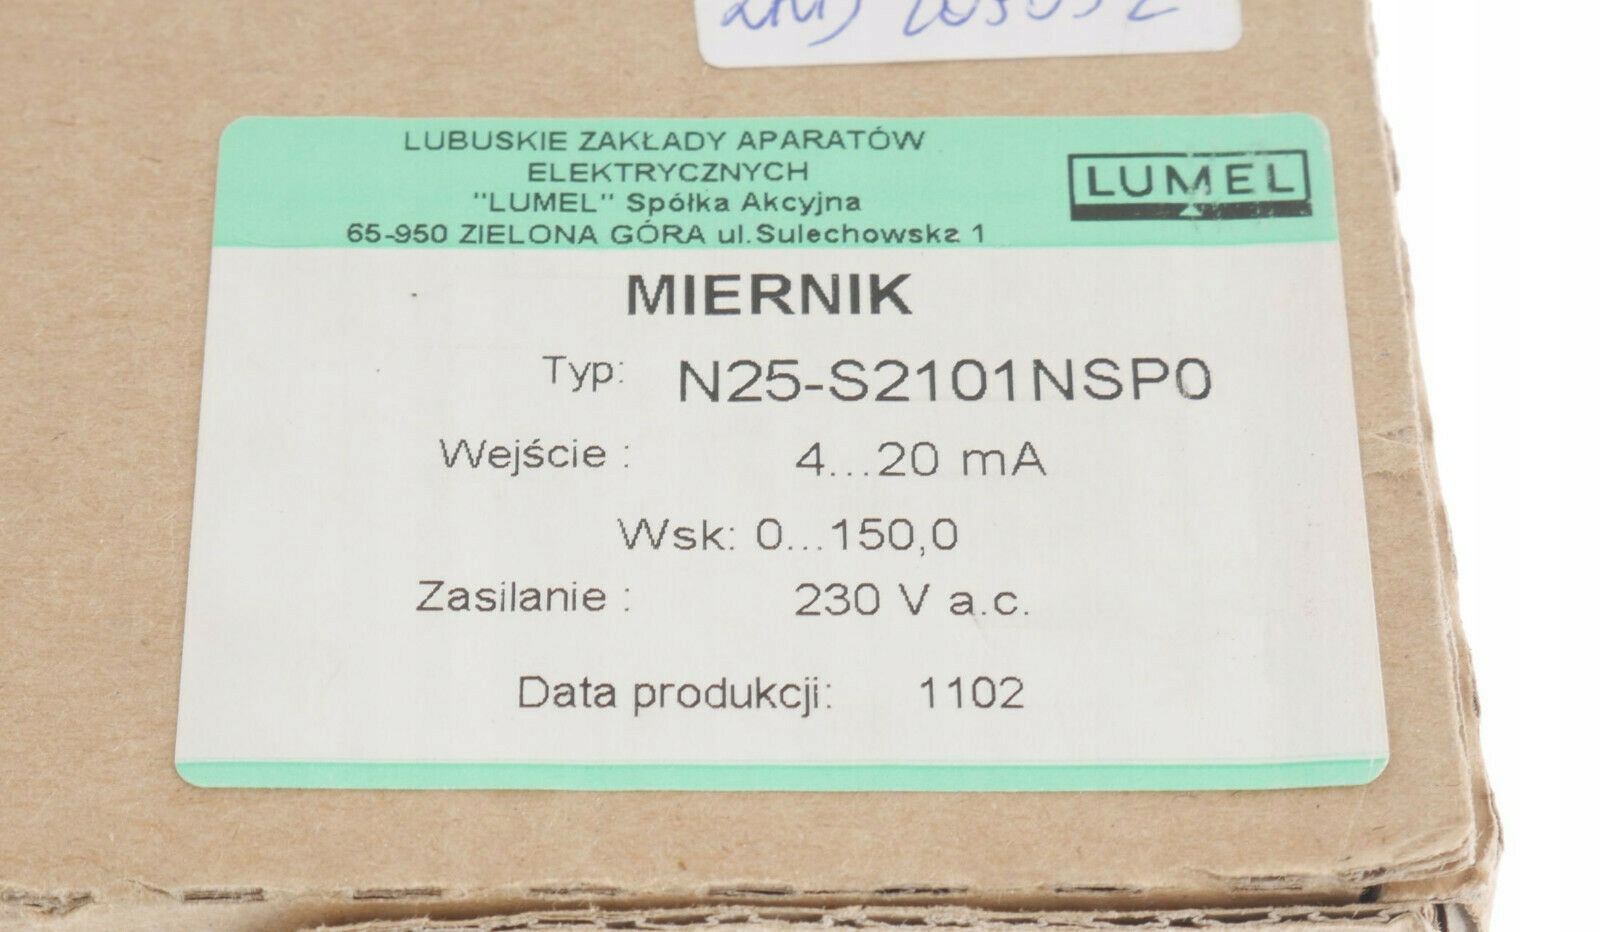 LUBUSKIE ZAKŁADY APARATÓW
ELEKTRYCZNYCH
"LUMEL" Spółka Akcyjna
65-950 ZIELONA GÓRA ul.Sulechowska 1
LUMEL
MIERNIK
Typ: N25-S2101NSP0
Wejście : 4...20 mA
Wsk: 0...150,0
Zasilanie : 230 V a.c.
Data produkcji: 1102